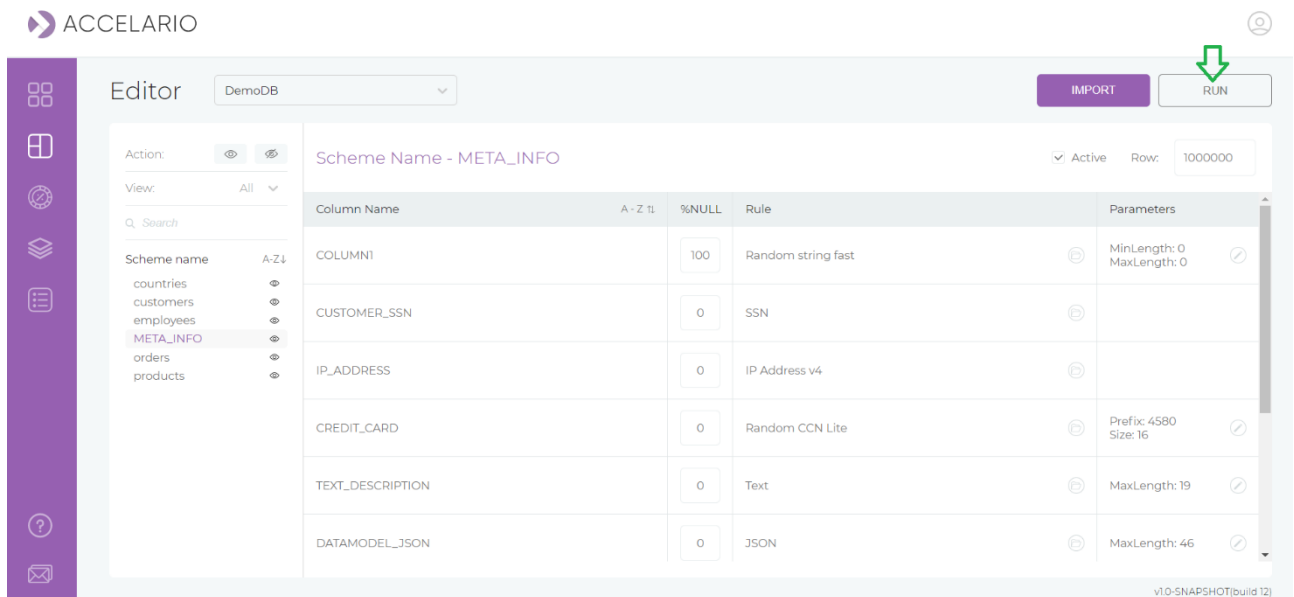 ACCELARIO
Editor
DemoDB
IMPORT
RUN
Action:
View:
All
Search
Scheme name
A-Z↓
countries
customers
employees
META_INFO
orders
products
Scheme Name - META_INFO
Active
Row:
1000000
Column Name
A - Z ⇅
%NULL
Rule
Parameters
COLUMN1
100
Random string fast
MinLength: 0
MaxLength: 0
CUSTOMER_SSN
0
SSN
IP_ADDRESS
0
IP Address v4
CREDIT_CARD
0
Random CCN Lite
Prefix: 4580
Size: 16
TEXT_DESCRIPTION
0
Text
MaxLength: 19
DATAMODEL_JSON
0
JSON
MaxLength: 46
?
v1.0-SNAPSHOT(build 12)